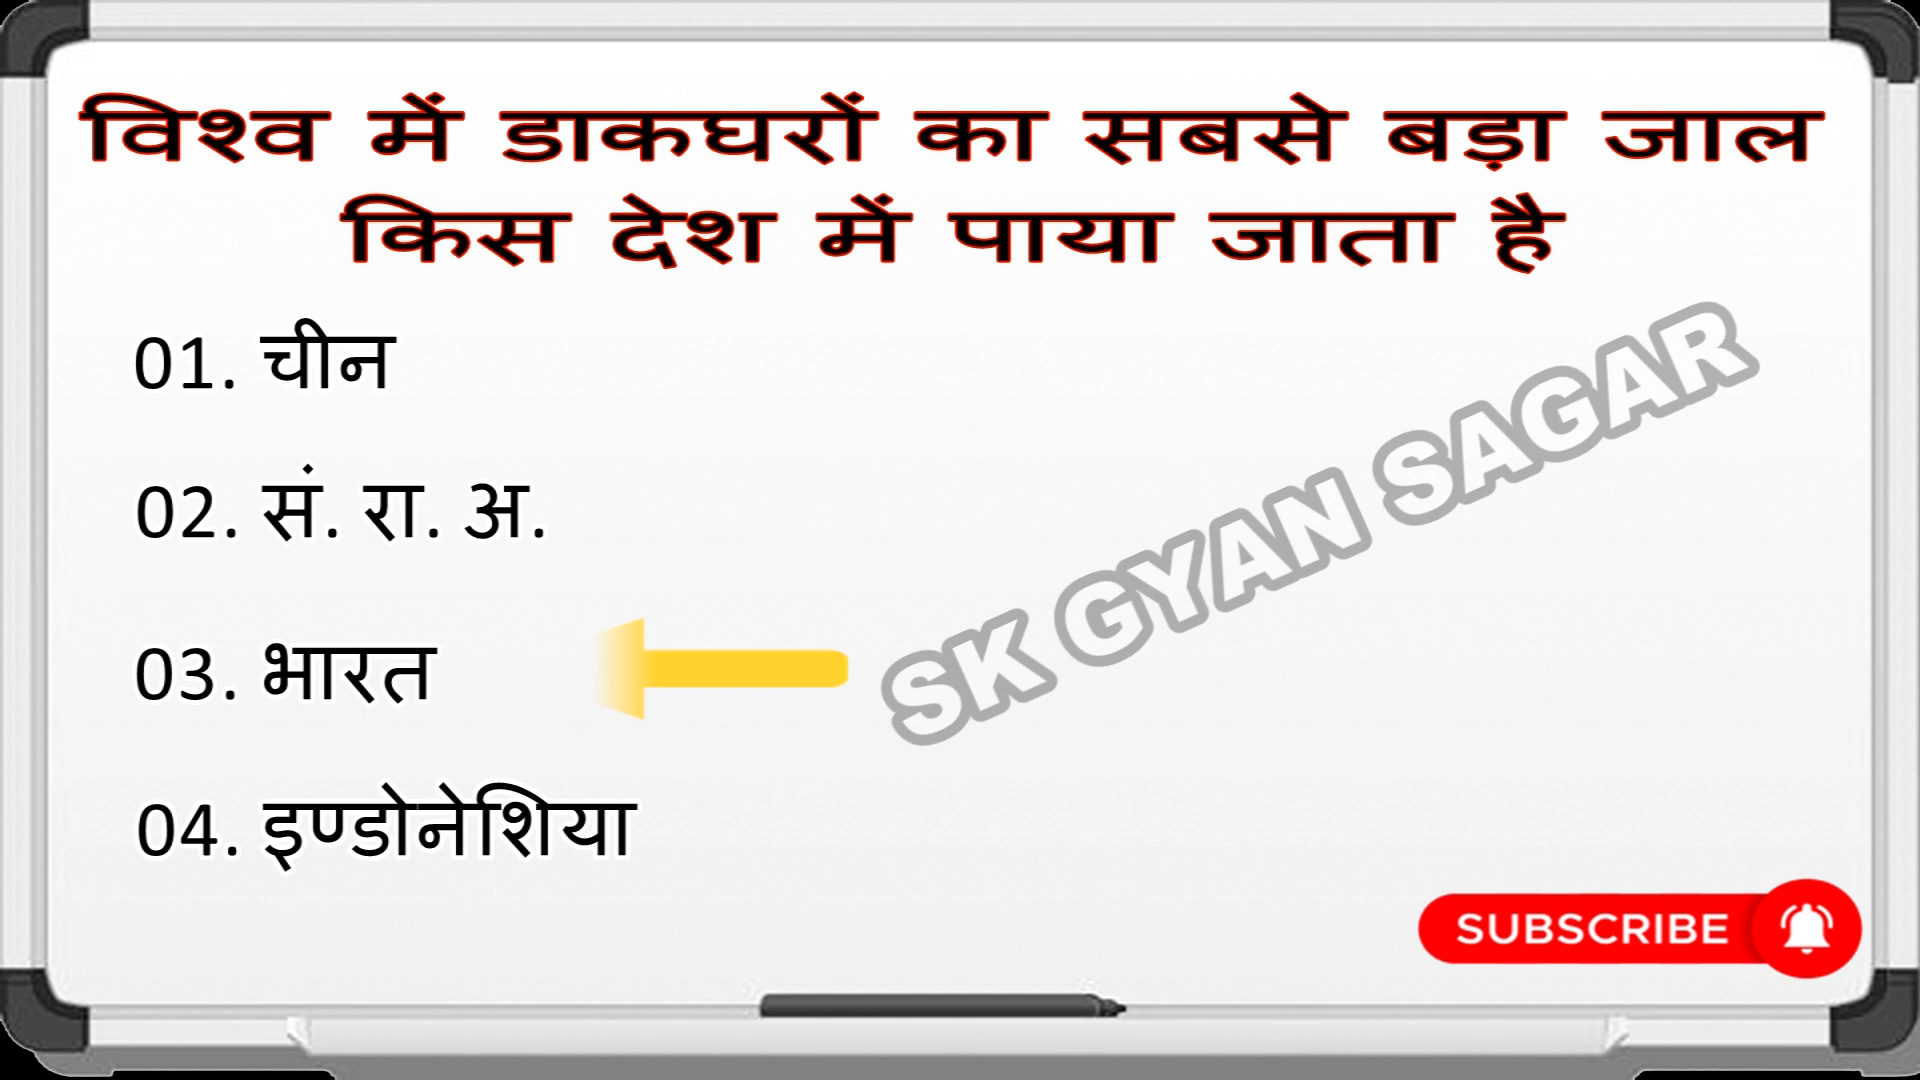 विश्व में डाकघरों का सबसे बड़ा जाल
किस देश में पाया जाता है
01. चीन
02. सं. रा. अ.
03. भारत
04. इण्डोनेशिया
SK GYAN SAGAR
SUBSCRIBE